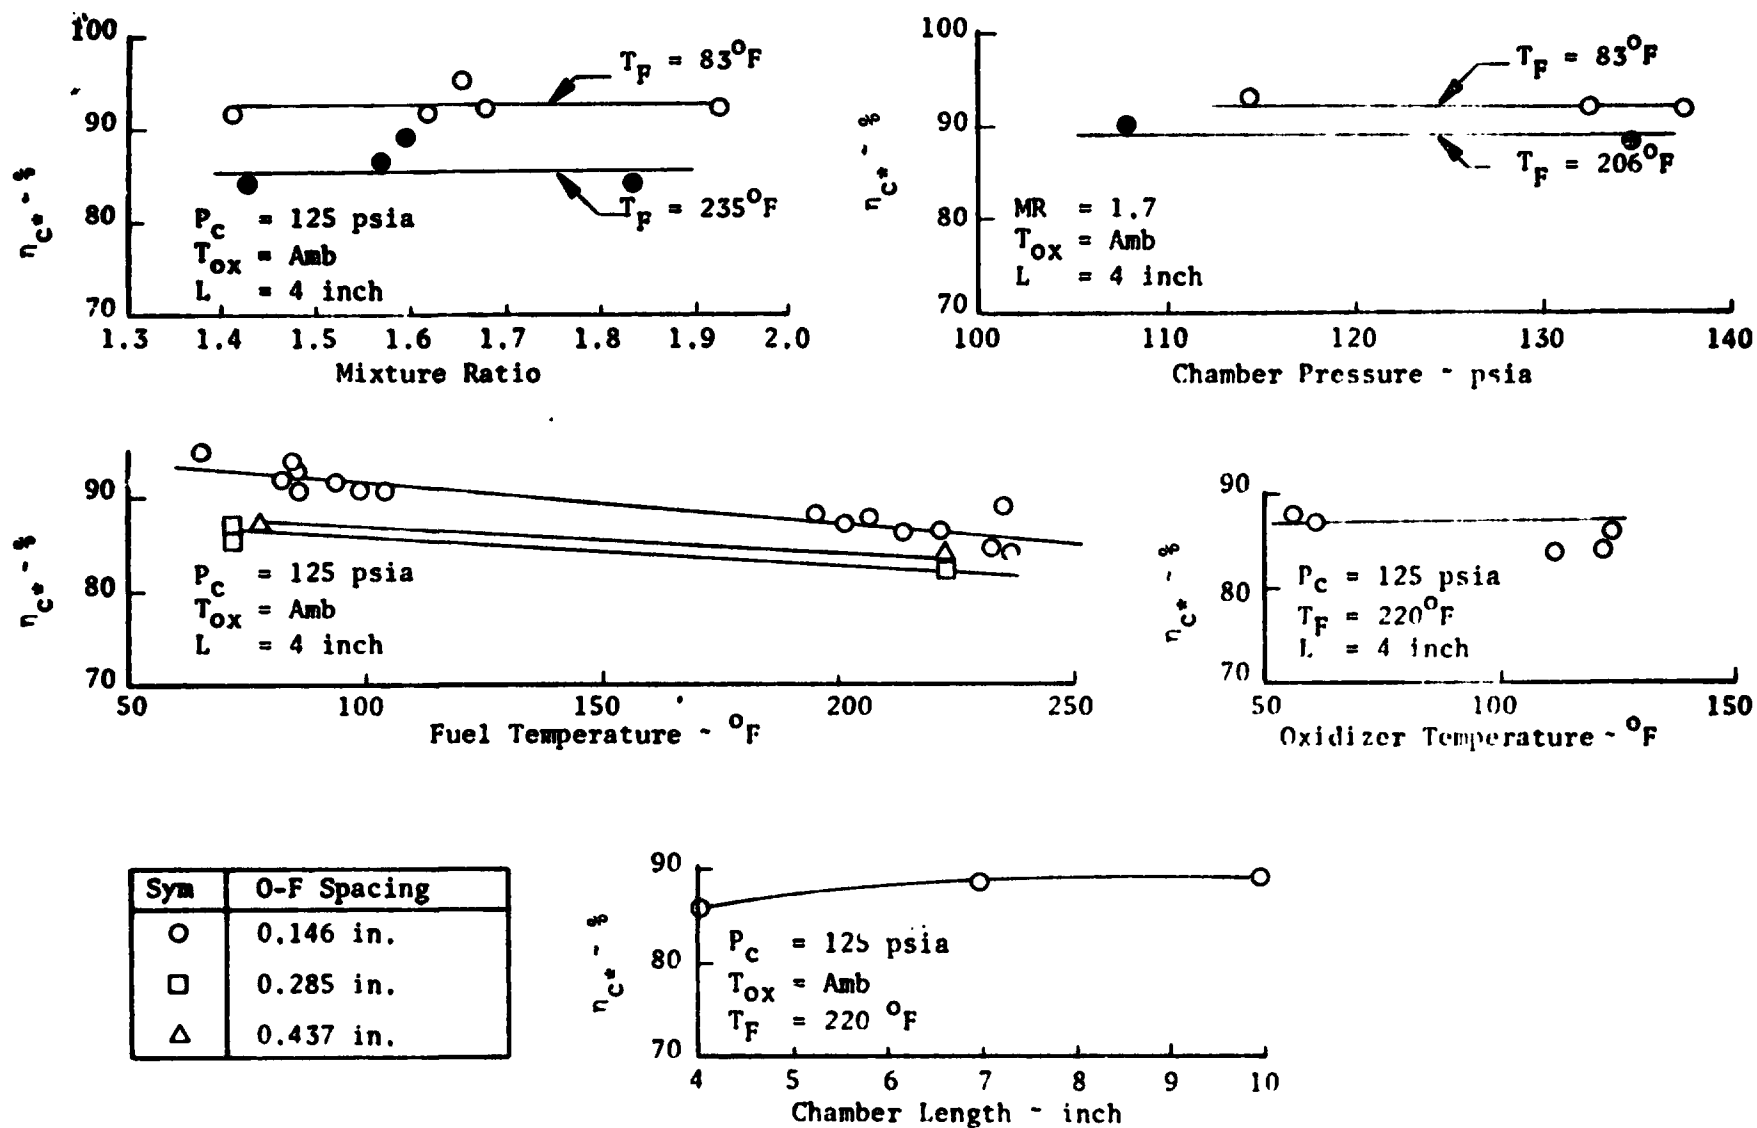 100
90
80
70
η_c* ~ %
T_F = 83°F
T_F = 235°F
P_c = 125 psia
T_ox = Amb
L = 4 inch
1.3 1.4 1.5 1.6 1.7 1.8 1.9 2.0
Mixture Ratio
100
90
80
70
η_c* ~ %
T_F = 83°F
T_F = 206°F
MR = 1.7
T_ox = Amb
L = 4 inch
100 110 120 130 140
Chamber Pressure ~ psia
90
80
70
η_c* ~ %
P_c = 125 psia
T_ox = Amb
L = 4 inch
50 100 150 200 250
Fuel Temperature ~ °F
90
80
70
η_c* ~ %
P_c = 125 psia
T_F = 220°F
L = 4 inch
50 100 150
Oxidizer Temperature ~ °F
Sym O-F Spacing
0.146 in.
0.285 in.
0.437 in.
90
80
70
η_c* ~ %
P_c = 125 psia
T_ox = Amb
T_F = 220 °F
4 5 6 7 8 9 10
Chamber Length ~ inch